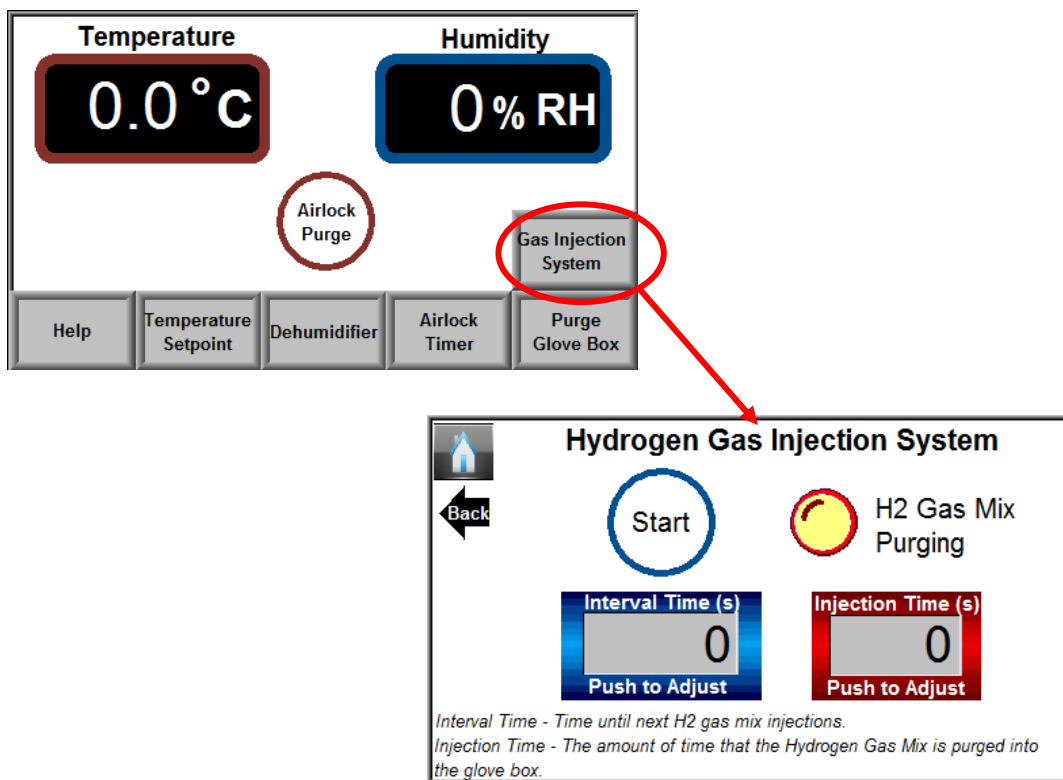 Temperature
Humidity
0.0 °C
0 % RH
Airlock
Purge
Gas Injection
System
Help
Temperature
Setpoint
Dehumidifier
Airlock
Timer
Purge
Glove Box
Hydrogen Gas Injection System
Back
Start
H2 Gas Mix
Purging
Interval Time (s)
0
Push to Adjust
Injection Time (s)
0
Push to Adjust
Interval Time - Time until next H2 gas mix injections.
Injection Time - The amount of time that the Hydrogen Gas Mix is purged into
the glove box.